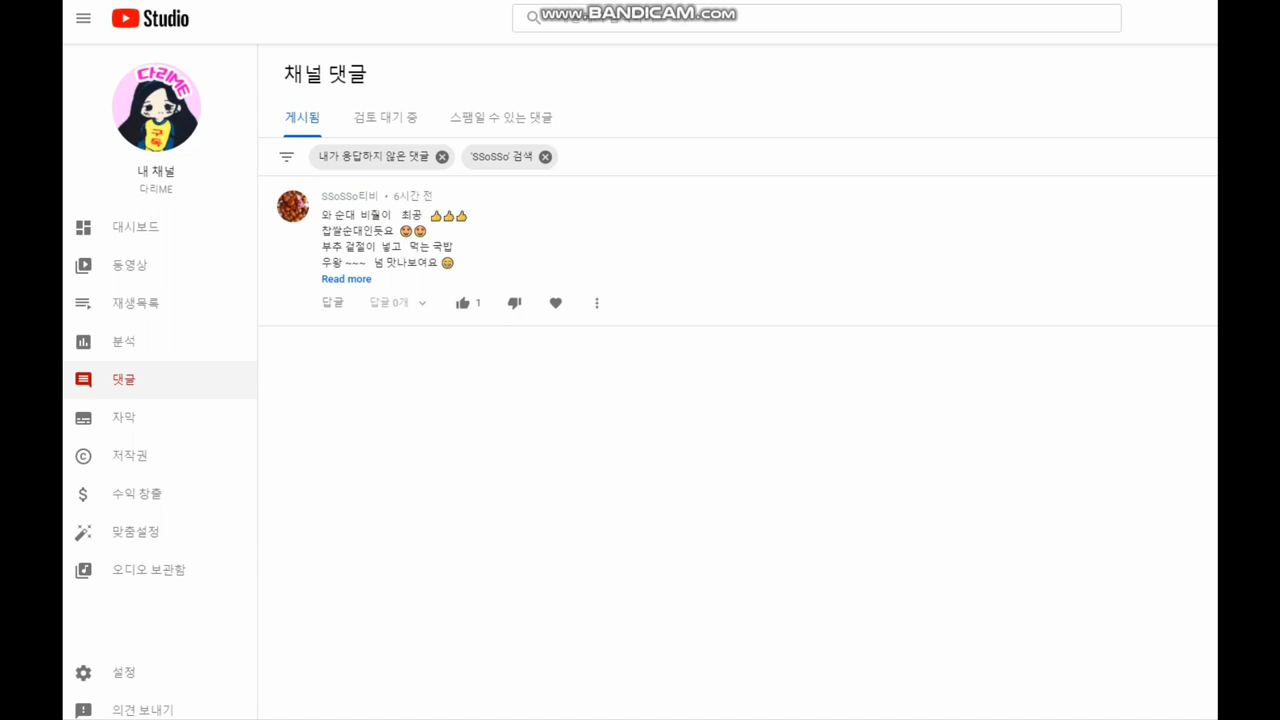 Studio
www.BANDICAM.com
다리ME
구독
내 채널
다리ME
대시보드
동영상
재생목록
분석
댓글
자막
저작권
수익 창출
맞춤설정
오디오 보관함
설정
의견 보내기
채널 댓글
게시됨 검토 대기 중 스팸일 수 있는 댓글
내가 응답하지 않은 댓글 'SSoSSo' 검색
SSoSSo티비 • 6시간 전
와 순대 비쥴이 최공 👍👍👍
찹쌀순대인듯요 🤩🤩
부추 겉절이 넣고 먹는 국밥
우왕 ~~~ 넘 맛나보여요 😄
Read more
답글 답글 0개 1